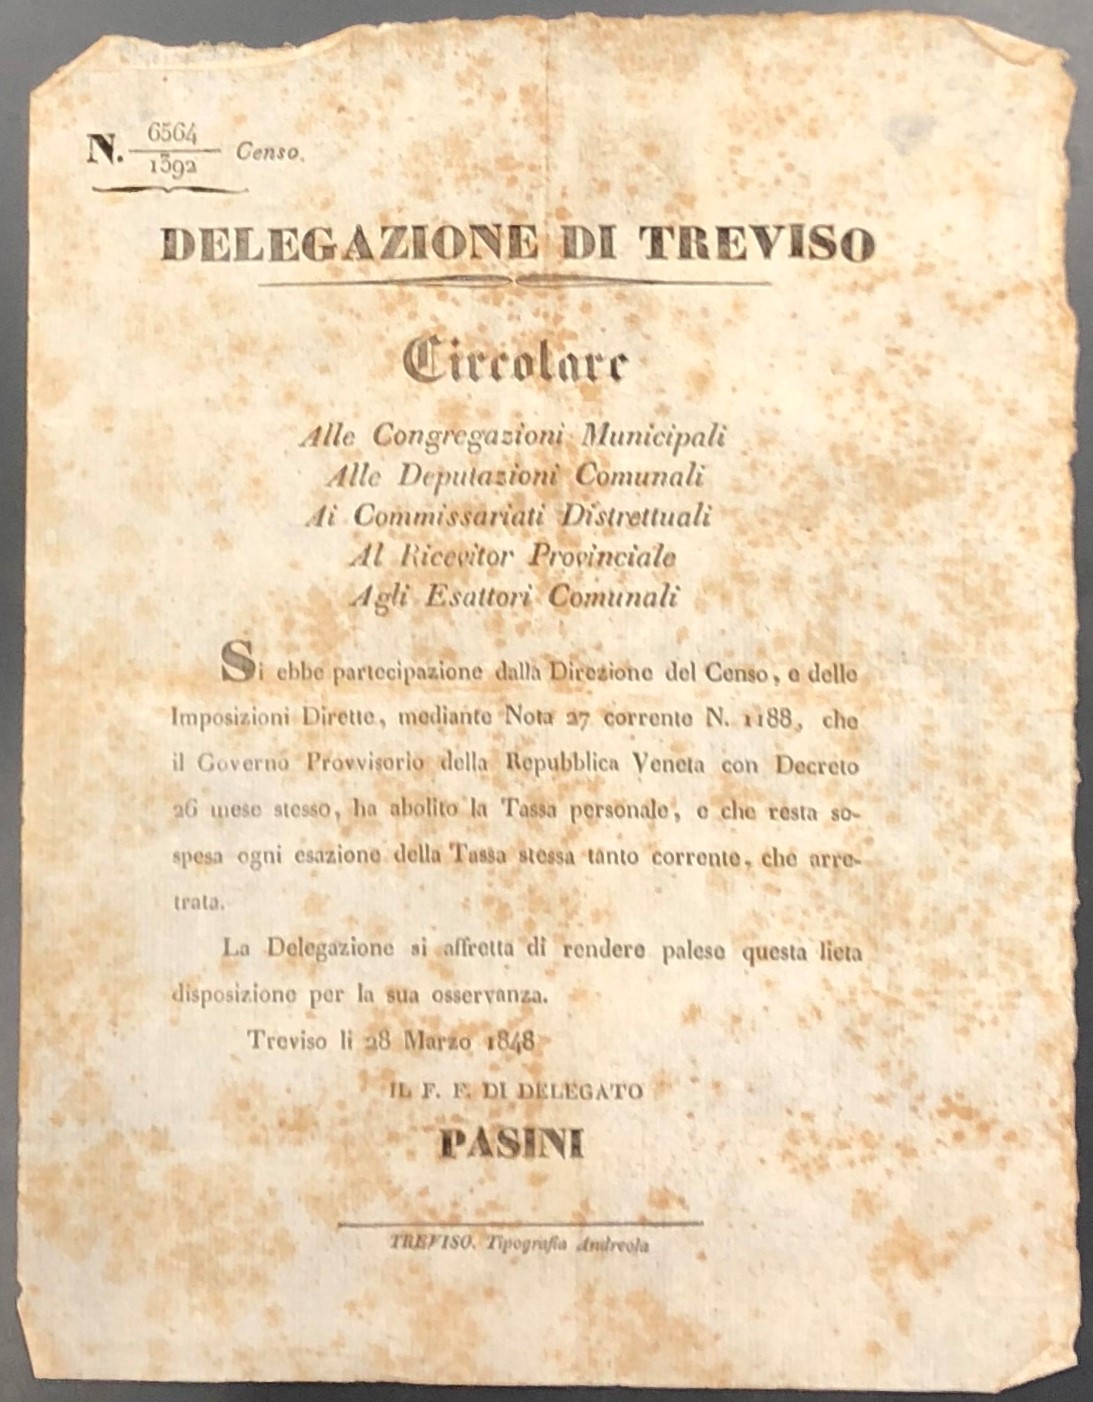 N. 6564
1392 Censo.
DELEGAZIONE DI TREVISO
Circolare
Alle Congregazioni Municipali
Alle Deputazioni Comunali
Ai Commissariati Distrettuali
Al Ricevitor Provinciale
Agli Esattori Comunali
Si ebbe partecipazione dalla Direzione del Censo, e delle
Imposizioni Dirette, mediante Nota 27 corrente N. 1188, che
il Governo Provvisorio della Repubblica Veneta con Decreto
26 mese stesso, ha abolito la Tassa personale, e che resta so-
spesa ogni esazione della Tassa stessa tanto corrente, che arre-
trata.
La Delegazione si affretta di rendere palese questa lieta
disposizione per la sua osservanza.
Treviso li 28 Marzo 1848
IL F. F. DI DELEGATO
PASINI
TREVISO. Tipografia Andreola